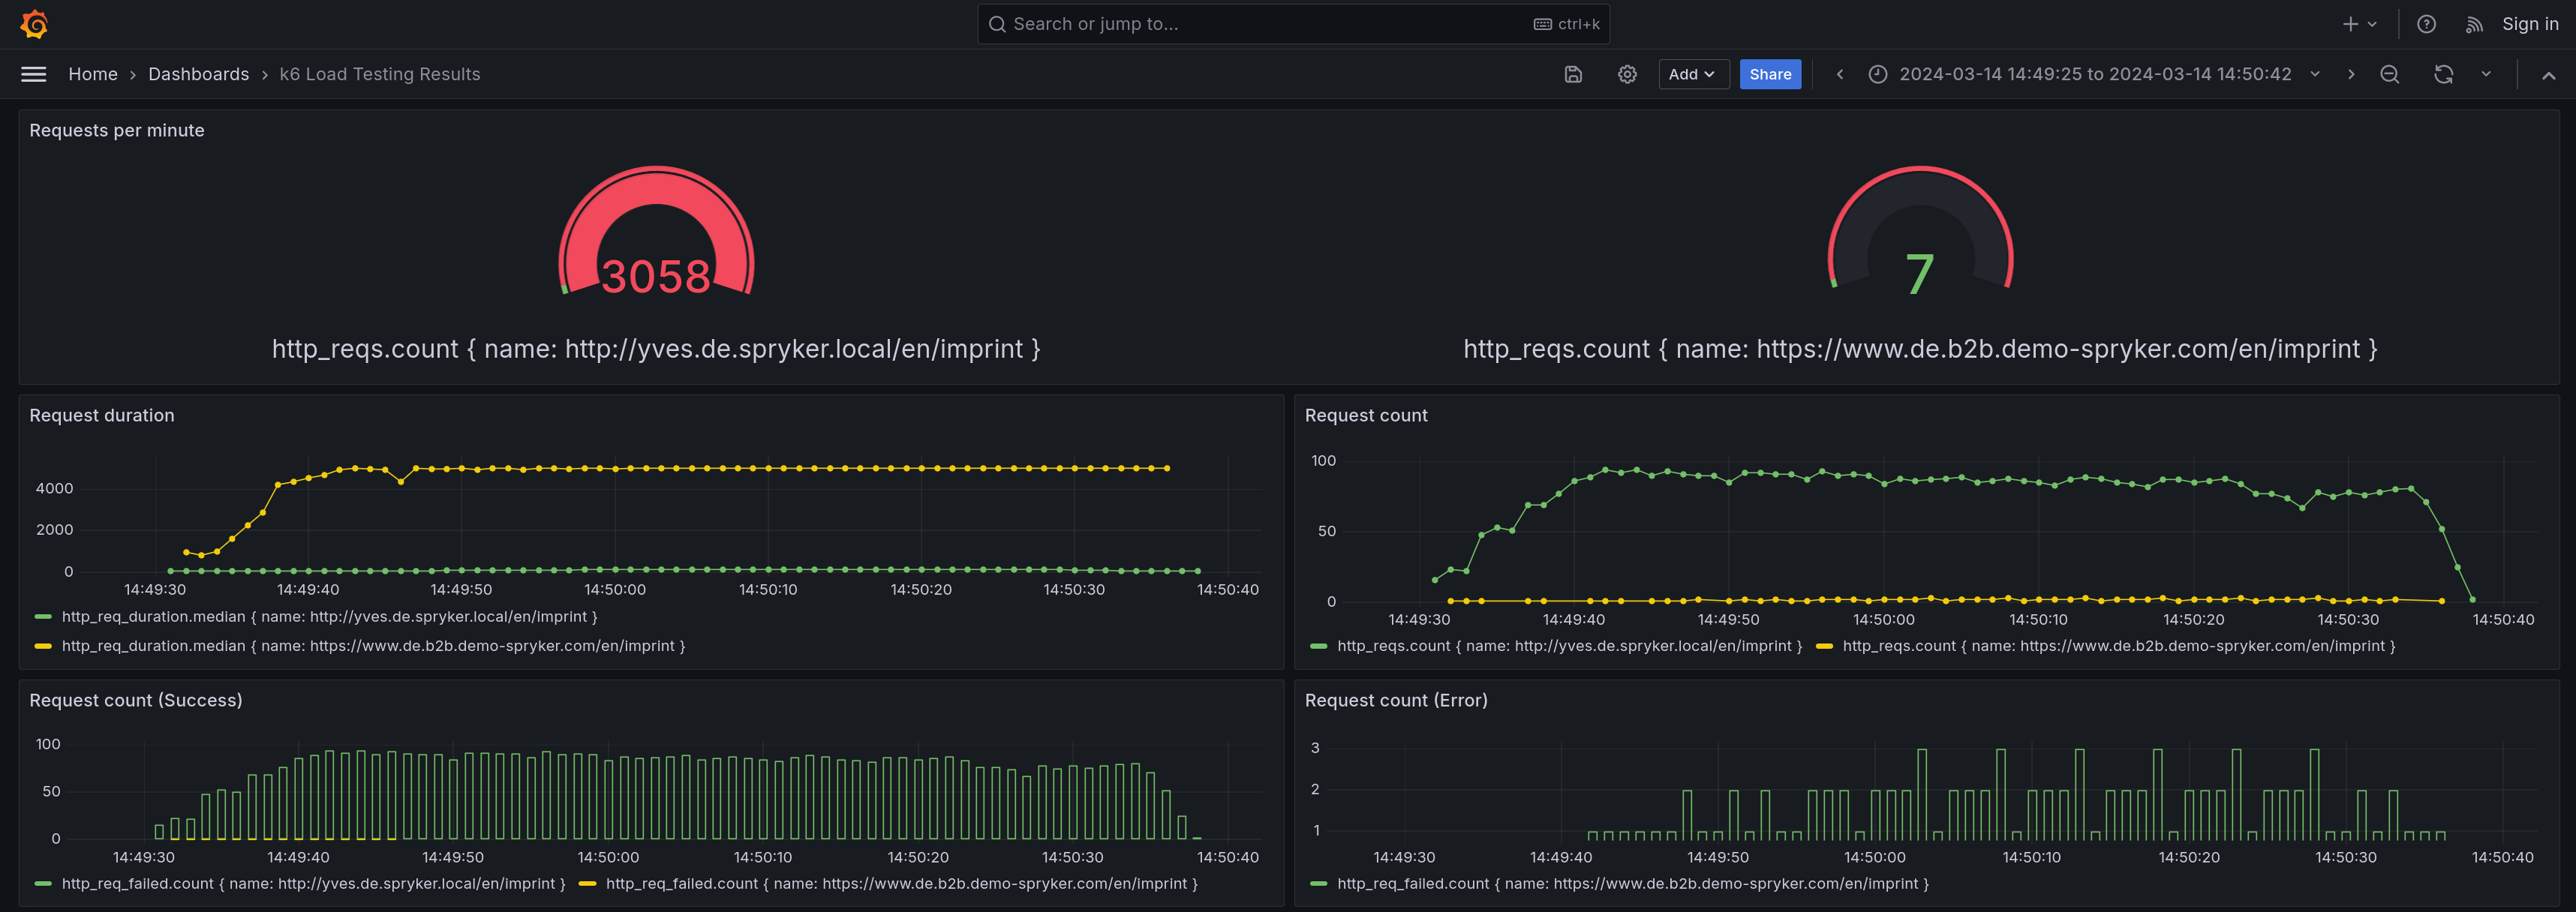 Search or jump to... ctrl+k Sign in
Home › Dashboards › k6 Load Testing Results Add Share 2024-03-14 14:49:25 to 2024-03-14 14:50:42
Requests per minute
3058 7
http_reqs.count { name: http://yves.de.spryker.local/en/imprint } http_reqs.count { name: https://www.de.b2b.demo-spryker.com/en/imprint }
Request duration
4000
2000
0
14:49:30 14:49:40 14:49:50 14:50:00 14:50:10 14:50:20 14:50:30 14:50:40
http_req_duration.median { name: http://yves.de.spryker.local/en/imprint }
http_req_duration.median { name: https://www.de.b2b.demo-spryker.com/en/imprint }
Request count
100
50
0
14:49:30 14:49:40 14:49:50 14:50:00 14:50:10 14:50:20 14:50:30 14:50:40
http_reqs.count { name: http://yves.de.spryker.local/en/imprint } http_reqs.count { name: https://www.de.b2b.demo-spryker.com/en/imprint }
Request count (Success)
100
50
0
14:49:30 14:49:40 14:49:50 14:50:00 14:50:10 14:50:20 14:50:30 14:50:40
http_req_failed.count { name: http://yves.de.spryker.local/en/imprint } http_req_failed.count { name: https://www.de.b2b.demo-spryker.com/en/imprint }
Request count (Error)
3
2
1
14:49:30 14:49:40 14:49:50 14:50:00 14:50:10 14:50:20 14:50:30 14:50:40
http_req_failed.count { name: https://www.de.b2b.demo-spryker.com/en/imprint }